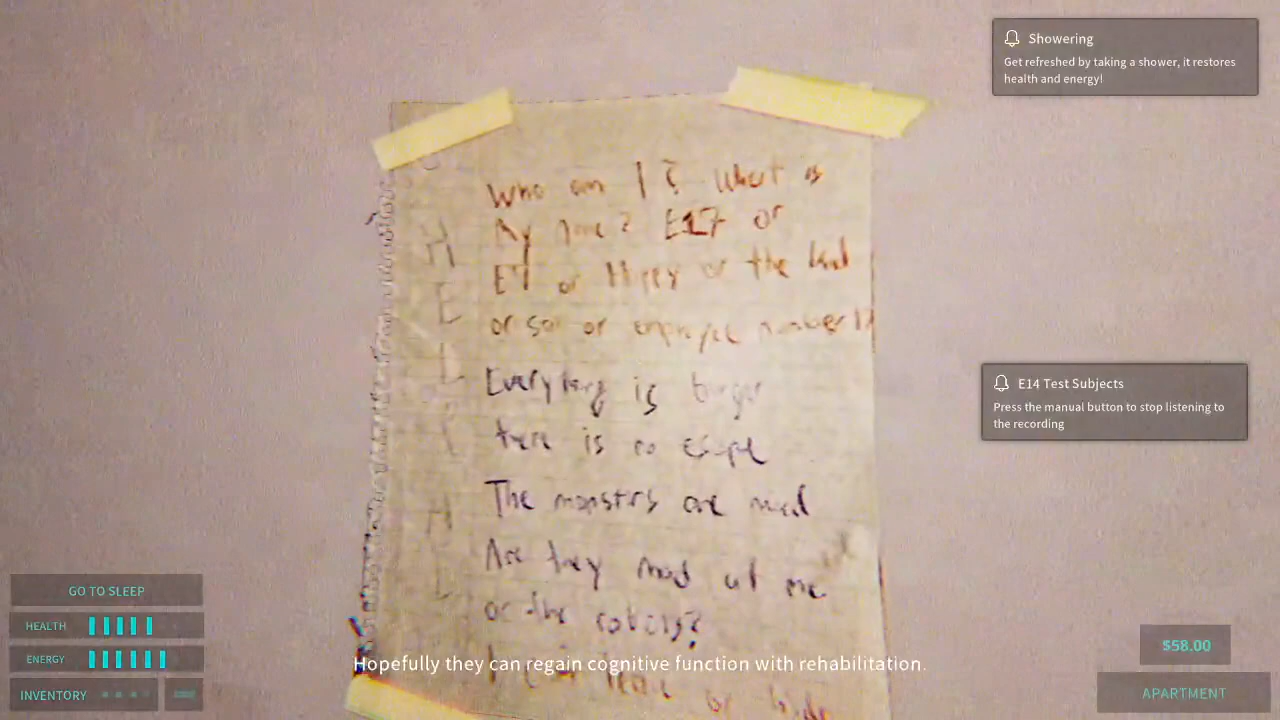 Showering
Get refreshed by taking a shower, it restores
health and energy!
Who am I? What is
My name? E17 or
E7 or or the kid
or son or employee number 17
Everything is
there is no escape
The monsters are mad
Are they mad at me
or the
H
E
L
P
H
E
L
E14 Test Subjects
Press the manual button to stop listening to
the recording
Hopefully they can regain cognitive function with rehabilitation.
GO TO SLEEP
HEALTH
ENERGY
INVENTORY
$58.00
APARTMENT